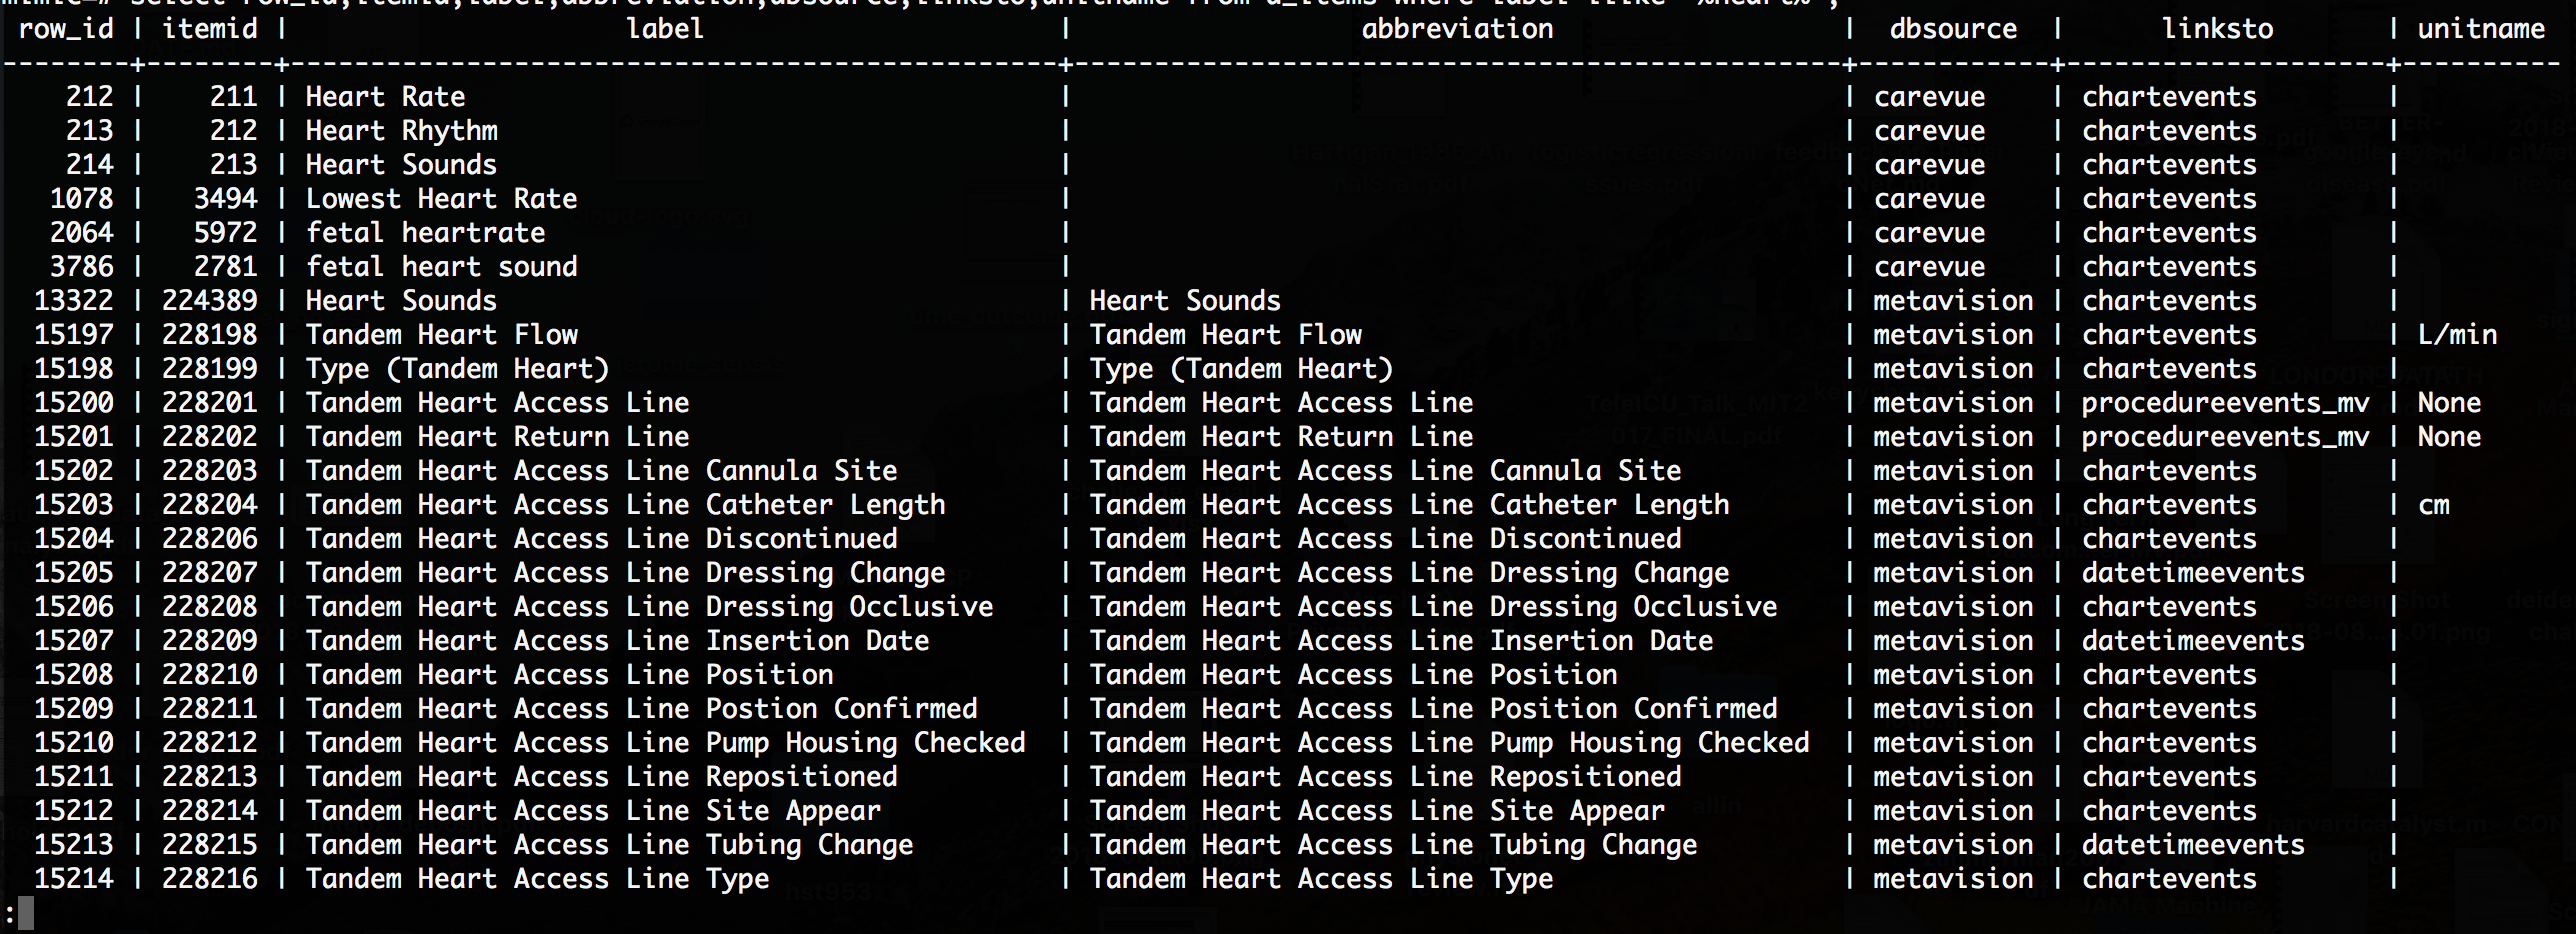 row_id | itemid | label | abbreviation | dbsource | linksto | unitname
--------+--------+------------------------------------------------+------------------------------------------------+------------+--------------------+----------
212 | 211 | Heart Rate | | carevue | chartevents |
213 | 212 | Heart Rhythm | | carevue | chartevents |
214 | 213 | Heart Sounds | | carevue | chartevents |
1078 | 3494 | Lowest Heart Rate | | carevue | chartevents |
2064 | 5972 | fetal heartrate | | carevue | chartevents |
3786 | 2781 | fetal heart sound | | carevue | chartevents |
13322 | 224389 | Heart Sounds | Heart Sounds | metavision | chartevents |
15197 | 228198 | Tandem Heart Flow | Tandem Heart Flow | metavision | chartevents | L/min
15198 | 228199 | Type (Tandem Heart) | Type (Tandem Heart) | metavision | chartevents |
15200 | 228201 | Tandem Heart Access Line | Tandem Heart Access Line | metavision | procedureevents_mv | None
15201 | 228202 | Tandem Heart Return Line | Tandem Heart Return Line | metavision | procedureevents_mv | None
15202 | 228203 | Tandem Heart Access Line Cannula Site | Tandem Heart Access Line Cannula Site | metavision | chartevents |
15203 | 228204 | Tandem Heart Access Line Catheter Length | Tandem Heart Access Line Catheter Length | metavision | chartevents | cm
15204 | 228206 | Tandem Heart Access Line Discontinued | Tandem Heart Access Line Discontinued | metavision | chartevents |
15205 | 228207 | Tandem Heart Access Line Dressing Change | Tandem Heart Access Line Dressing Change | metavision | datetimeevents |
15206 | 228208 | Tandem Heart Access Line Dressing Occlusive | Tandem Heart Access Line Dressing Occlusive | metavision | chartevents |
15207 | 228209 | Tandem Heart Access Line Insertion Date | Tandem Heart Access Line Insertion Date | metavision | datetimeevents |
15208 | 228210 | Tandem Heart Access Line Position | Tandem Heart Access Line Position | metavision | chartevents |
15209 | 228211 | Tandem Heart Access Line Postion Confirmed | Tandem Heart Access Line Position Confirmed | metavision | chartevents |
15210 | 228212 | Tandem Heart Access Line Pump Housing Checked | Tandem Heart Access Line Pump Housing Checked | metavision | chartevents |
15211 | 228213 | Tandem Heart Access Line Repositioned | Tandem Heart Access Line Repositioned | metavision | chartevents |
15212 | 228214 | Tandem Heart Access Line Site Appear | Tandem Heart Access Line Site Appear | metavision | chartevents |
15213 | 228215 | Tandem Heart Access Line Tubing Change | Tandem Heart Access Line Tubing Change | metavision | datetimeevents |
15214 | 228216 | Tandem Heart Access Line Type | Tandem Heart Access Line Type | metavision | chartevents |
: